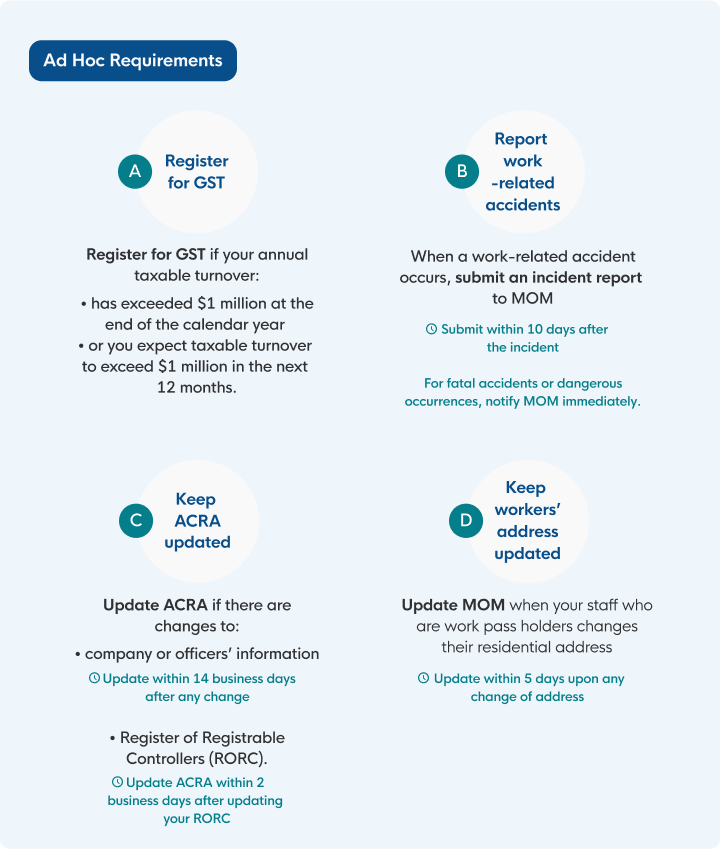 Ad Hoc Requirements
A
Register
for GST
Register for GST if your annual
taxable turnover:
• has exceeded $1 million at the
end of the calendar year
• or you expect taxable turnover
to exceed $1 million in the next
12 months.
B
Report
work
-related
accidents
When a work-related accident
occurs, submit an incident report
to MOM
Submit within 10 days after
the incident
For fatal accidents or dangerous
occurrences, notify MOM immediately.
C
Keep
ACRA
updated
Update ACRA if there are
changes to:
• company or officers’ information
Update within 14 business days
after any change
• Register of Registrable
Controllers (RORC).
Update ACRA within 2
business days after updating
your RORC
D
Keep
workers’
address
updated
Update MOM when your staff who
are work pass holders changes
their residential address
Update within 5 days upon any
change of address